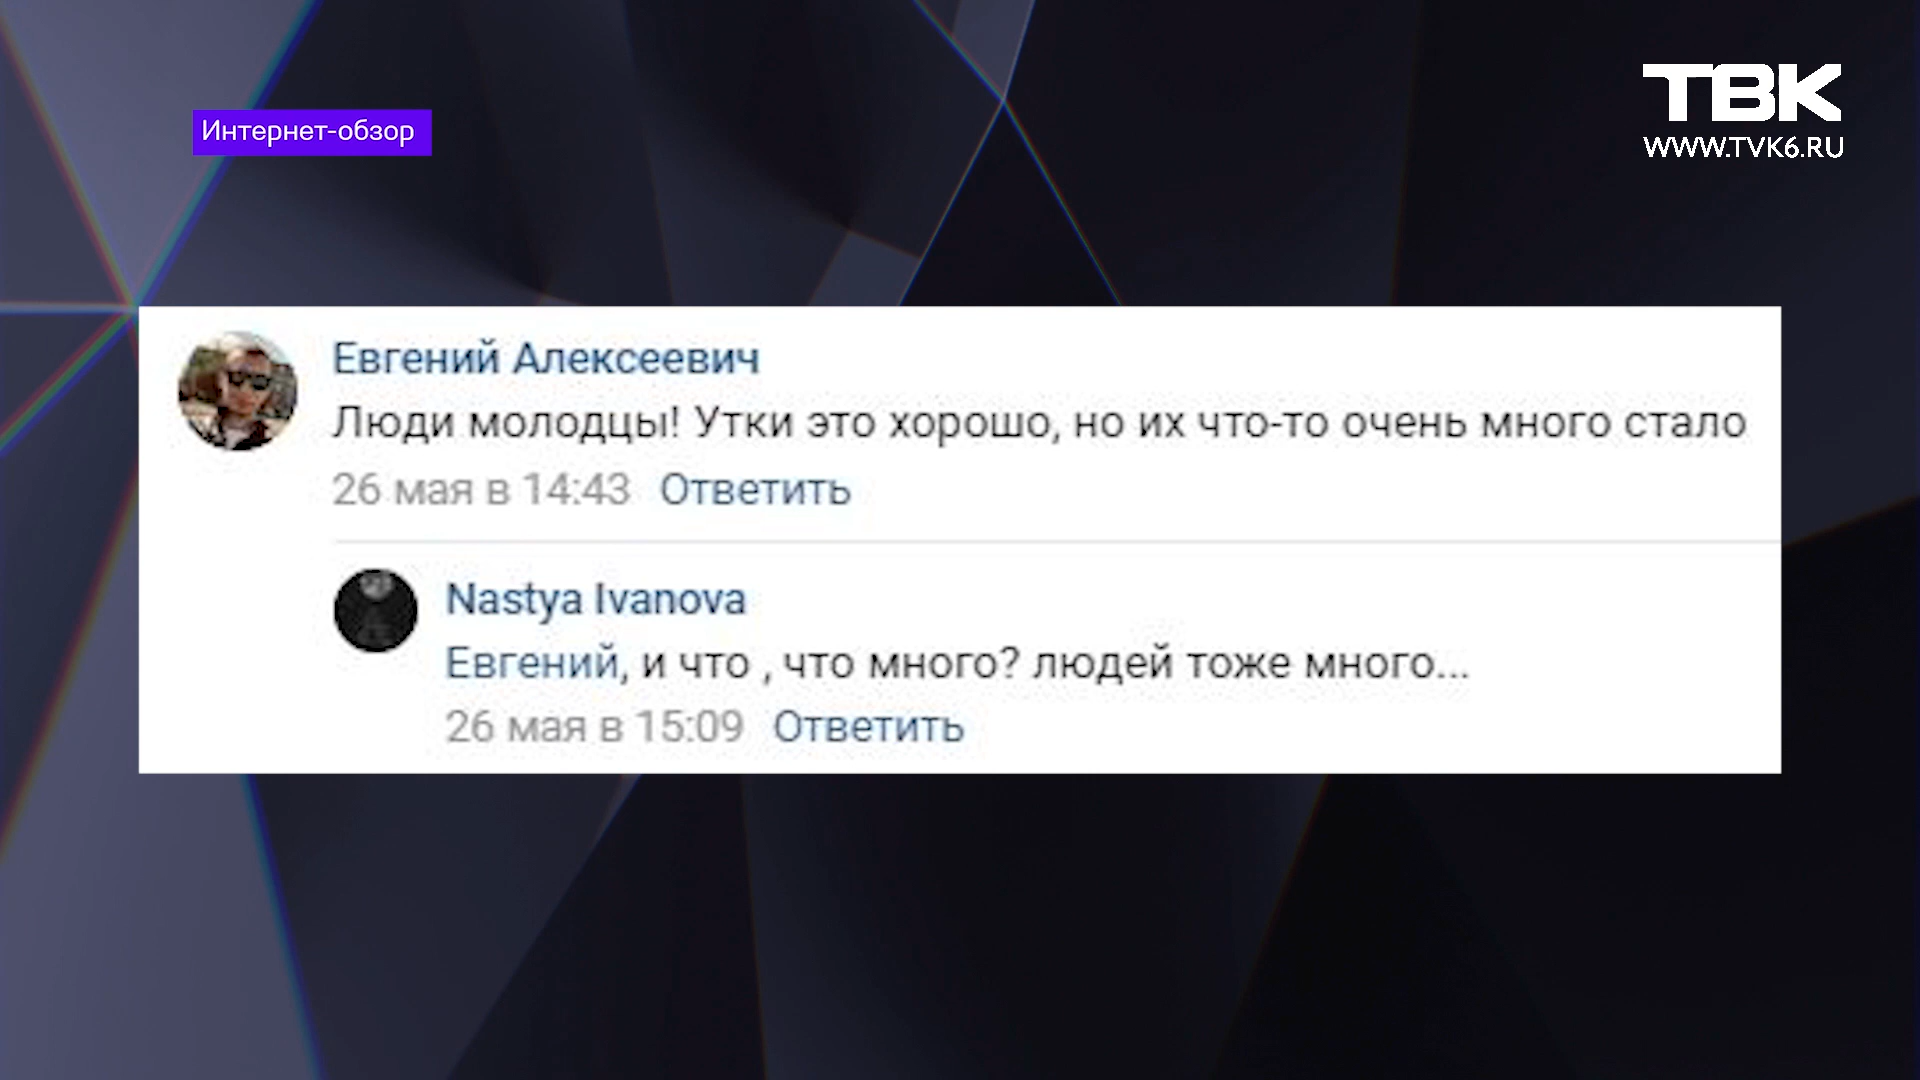 Интернет-обзор
ТВК
WWW.TVK6.RU
Евгений Алексеевич
Люди молодцы! Утки это хорошо, но их что-то очень много стало
26 мая в 14:43 Ответить
Nastya Ivanova
Евгений, и что , что много? людей тоже много...
26 мая в 15:09 Ответить